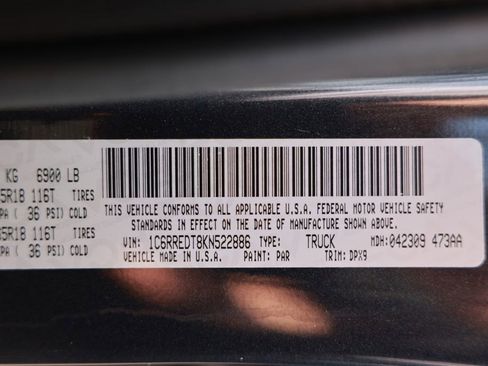 KG 6900 LB
5R18 116T TIRES
PA ( 36 PSI) COLD
5R18 116T TIRES
PA ( 36 PSI) COLD
THIS VEHICLE CONFORMS TO ALL APPLICABLE U.S.A. FEDERAL MOTOR VEHICLE SAFETY
STANDARDS IN EFFECT ON THE DATE OF MANUFACTURE SHOWN ABOVE.
VIN: 1C6RREDT8KN522886 TYPE: TRUCK MDH: 042309 473AA
VEHICLE MADE IN U.S.A. PAINT: PAR TRIM: DPX9